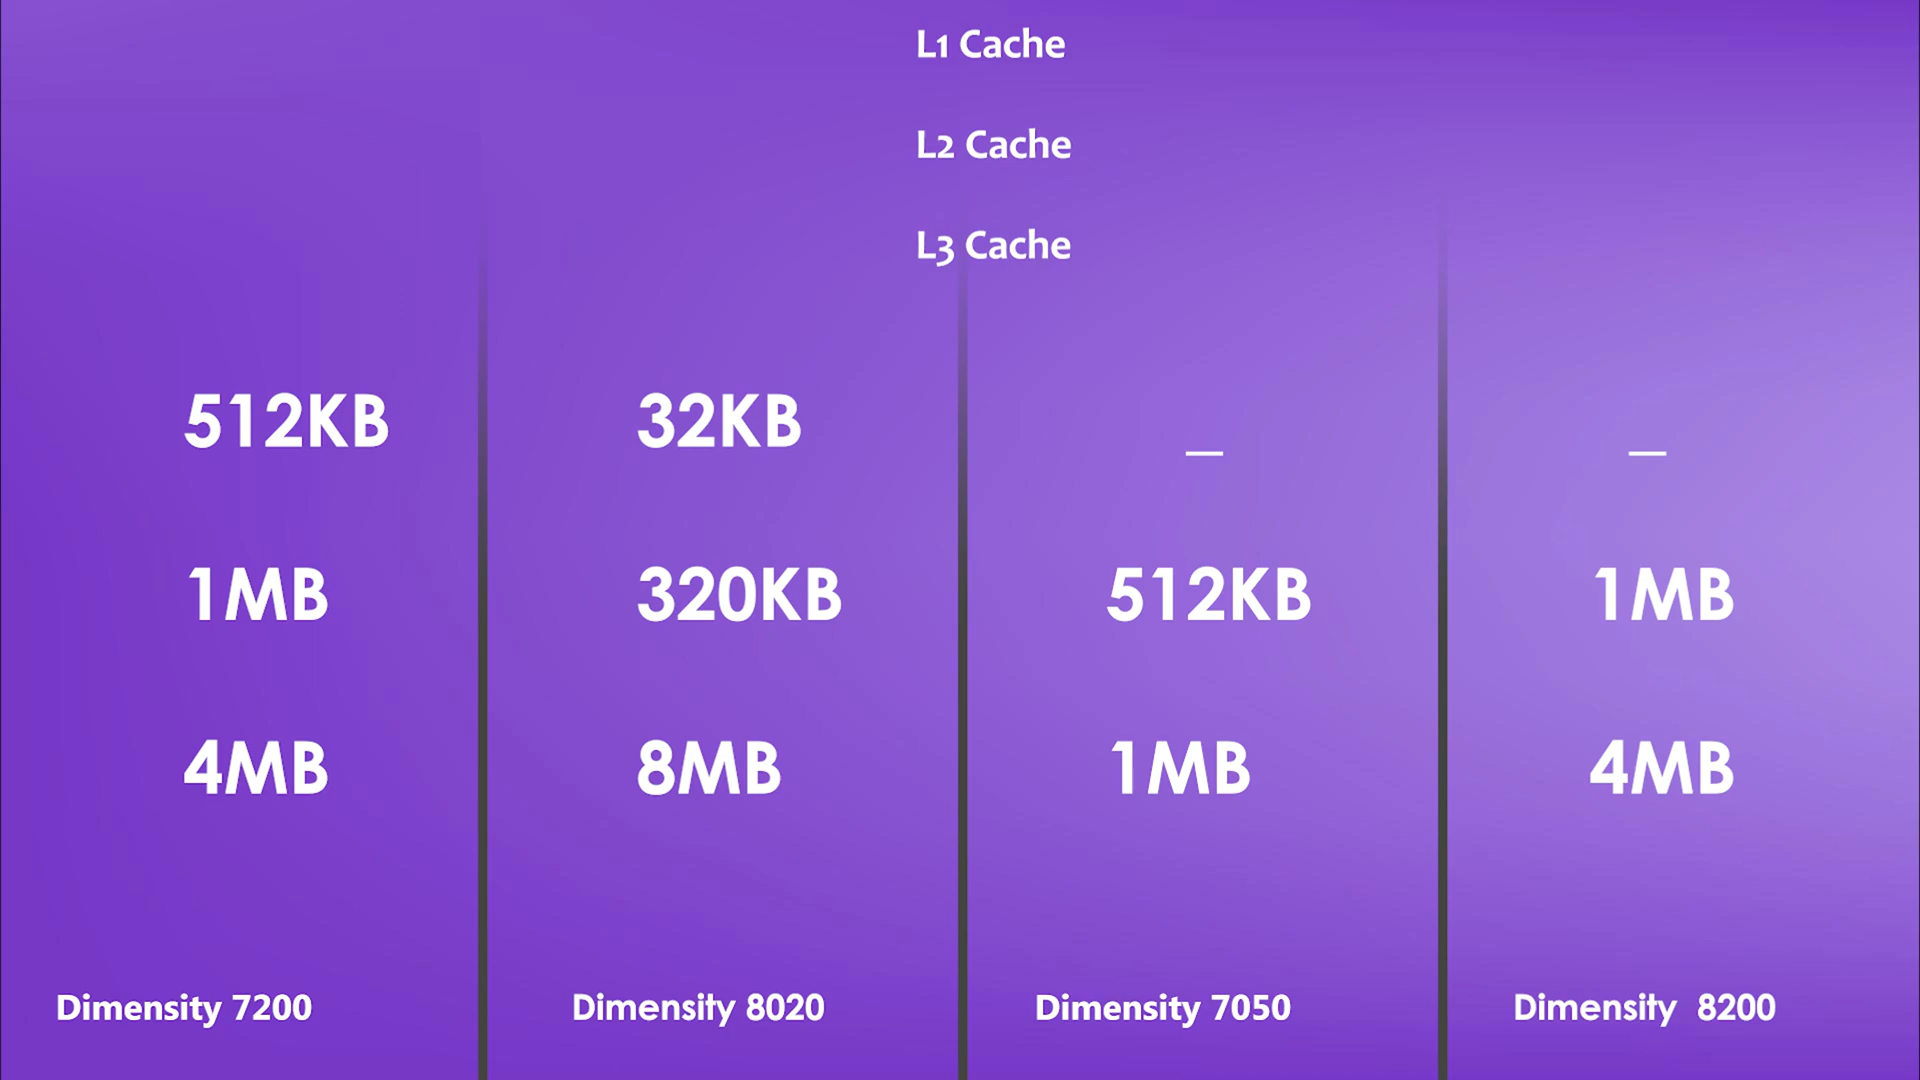 L1 Cache
L2 Cache
L3 Cache
512KB 32KB _ _
1MB 320KB 512KB 1MB
4MB 8MB 1MB 4MB
Dimensity 7200 Dimensity 8020 Dimensity 7050 Dimensity 8200